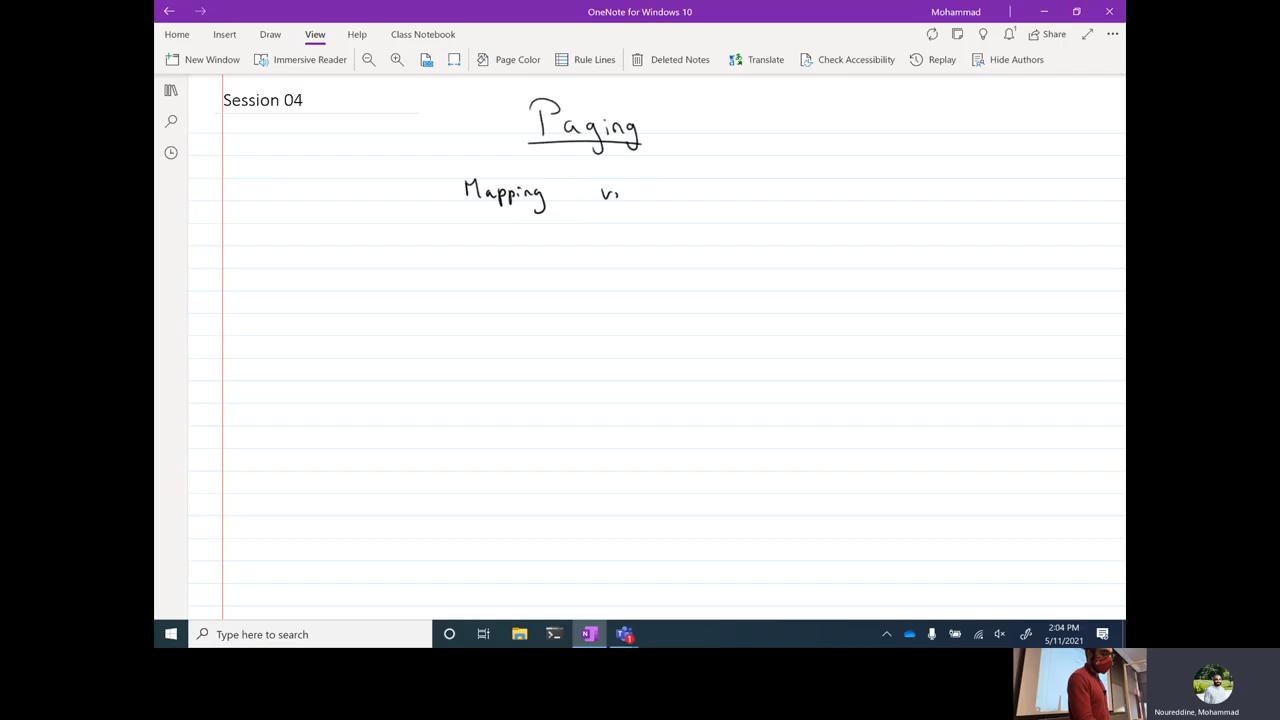 OneNote for Windows 10
Mohammad
Home Insert Draw View Help Class Notebook
Share
New Window Immersive Reader Page Color Rule Lines Deleted Notes Translate Check Accessibility Replay Hide Authors
Session 04
Paging
Mapping vs
Type here to search
2:04 PM
5/11/2021
Noureddine, Mohammad